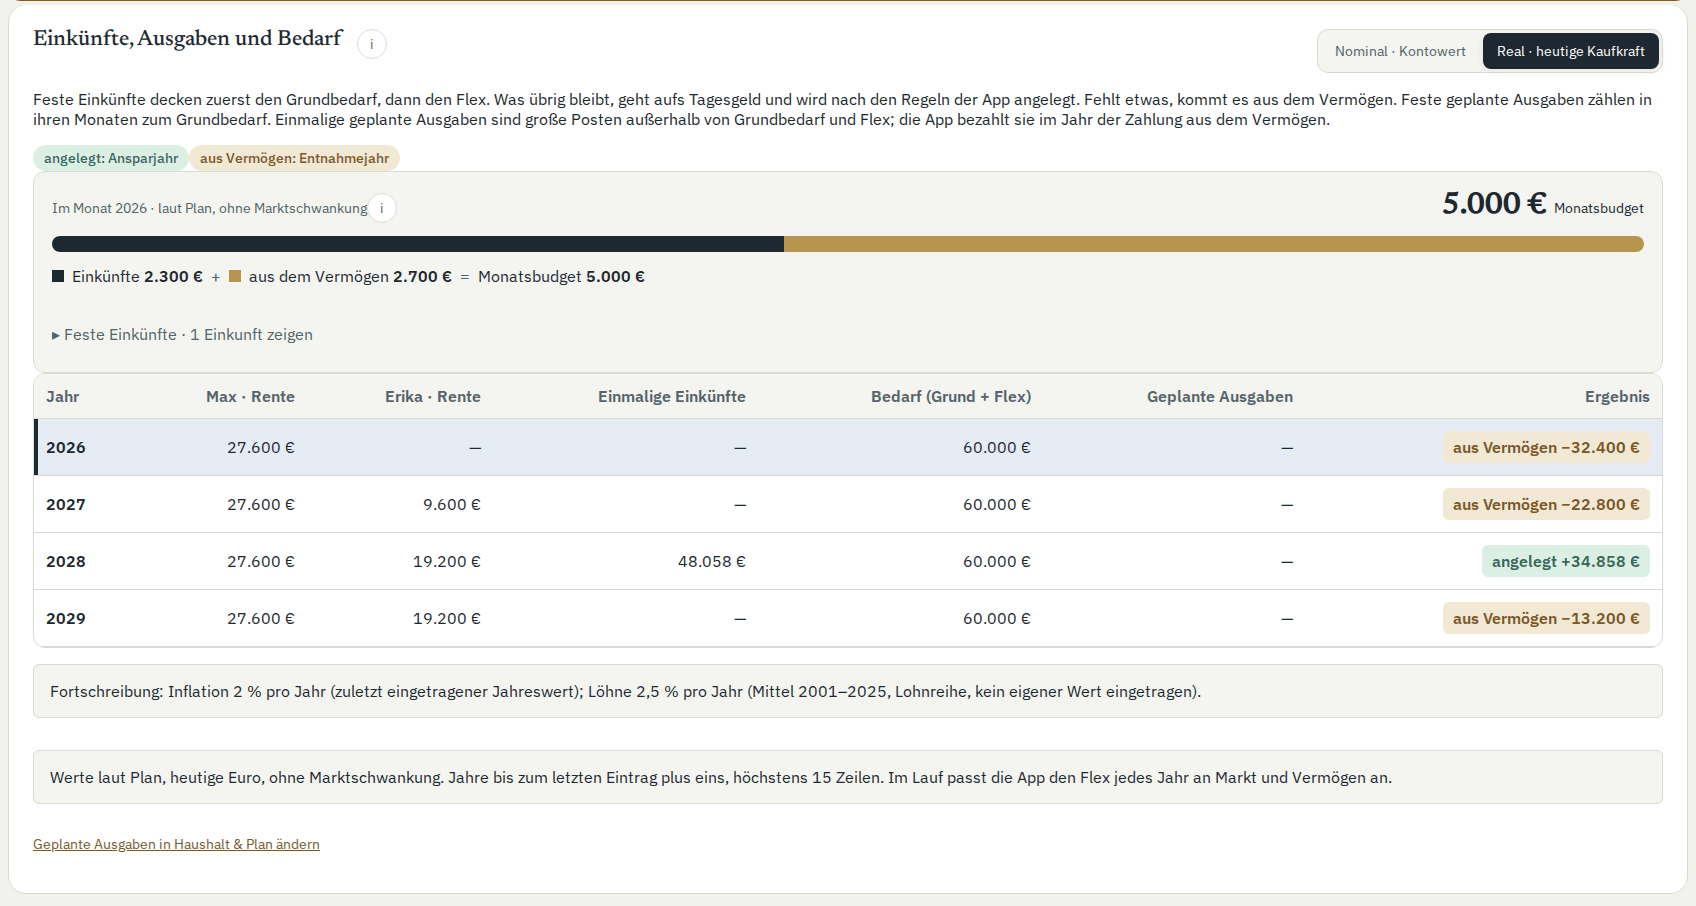 Einkünfte, Ausgaben und Bedarf i
Nominal · Kontowert Real · heutige Kaufkraft
Feste Einkünfte decken zuerst den Grundbedarf, dann den Flex. Was übrig bleibt, geht aufs Tagesgeld und wird nach den Regeln der App angelegt. Fehlt etwas, kommt es aus dem Vermögen. Feste geplante Ausgaben zählen in
ihren Monaten zum Grundbedarf. Einmalige geplante Ausgaben sind große Posten außerhalb von Grundbedarf und Flex; die App bezahlt sie im Jahr der Zahlung aus dem Vermögen.
angelegt: Ansparjahr aus Vermögen: Entnahmejahr
Im Monat 2026 · laut Plan, ohne Marktschwankung i 5.000 € Monatsbudget
Einkünfte 2.300 € + aus dem Vermögen 2.700 € = Monatsbudget 5.000 €
▸ Feste Einkünfte · 1 Einkunft zeigen
Jahr Max · Rente Erika · Rente Einmalige Einkünfte Bedarf (Grund + Flex) Geplante Ausgaben Ergebnis
2026 27.600 € — — 60.000 € — aus Vermögen −32.400 €
2027 27.600 € 9.600 € — 60.000 € — aus Vermögen −22.800 €
2028 27.600 € 19.200 € 48.058 € 60.000 € — angelegt +34.858 €
2029 27.600 € 19.200 € — 60.000 € — aus Vermögen −13.200 €
Fortschreibung: Inflation 2 % pro Jahr (zuletzt eingetragener Jahreswert); Löhne 2,5 % pro Jahr (Mittel 2001–2025, Lohnreihe, kein eigener Wert eingetragen).
Werte laut Plan, heutige Euro, ohne Marktschwankung. Jahre bis zum letzten Eintrag plus eins, höchstens 15 Zeilen. Im Lauf passt die App den Flex jedes Jahr an Markt und Vermögen an.
Geplante Ausgaben in Haushalt & Plan ändern